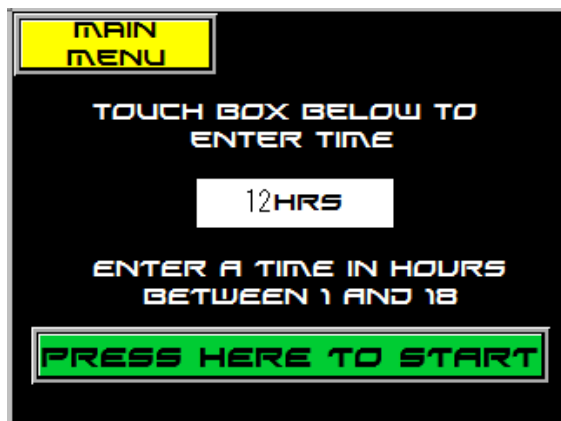 MAIN
MENU
TOUCH BOX BELOW TO
ENTER TIME
12HRS
ENTER A TIME IN HOURS
BETWEEN 1 AND 18
PRESS HERE TO START